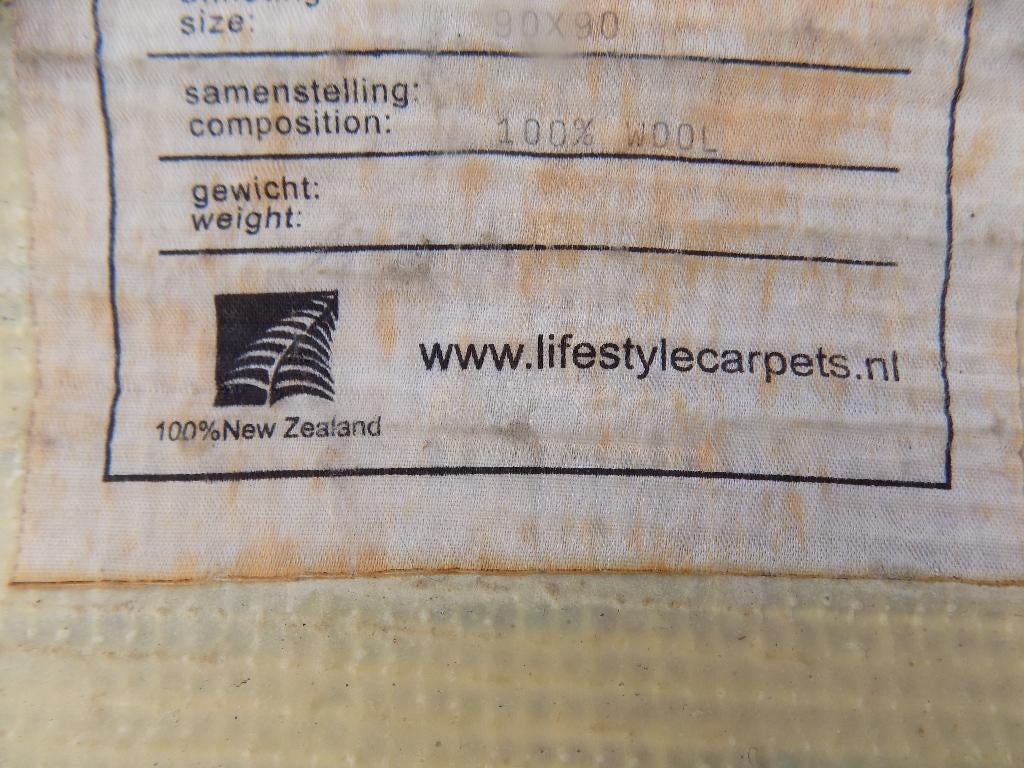 size: 90X90
samenstelling:
composition: 100% WOOL
gewicht:
weight:
www.lifestylecarpets.nl
100%New Zealand